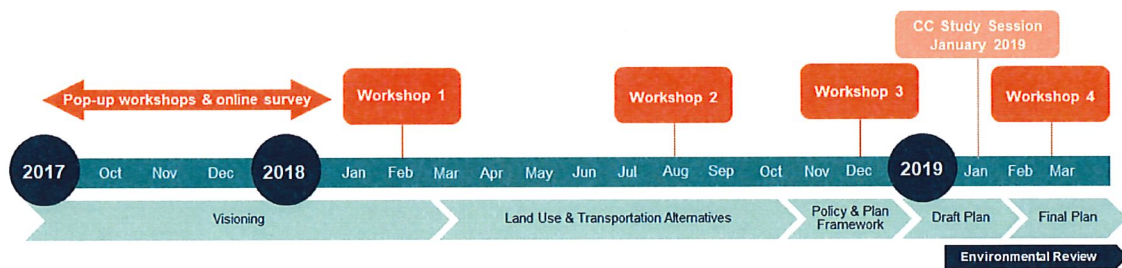 CC Study Session
January 2019
Pop-up workshops & online survey
Workshop 1
Workshop 2
Workshop 3
Workshop 4
2017 Oct Nov Dec 2018 Jan Feb Mar Apr May Jun Jul Aug Sep Oct Nov Dec 2019 Jan Feb Mar
Visioning
Land Use & Transportation Alternatives
Policy & Plan
Framework
Draft Plan
Final Plan
Environmental Review